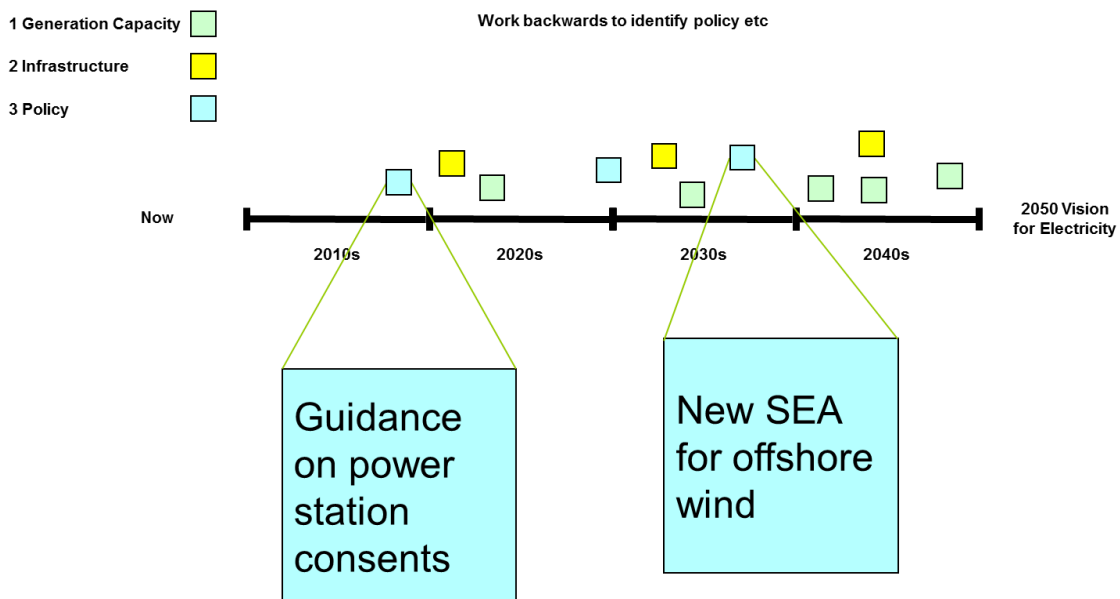 1 Generation Capacity
Work backwards to identify policy etc
2 Infrastructure
3 Policy
Now
2050 Vision
for Electricity
2010s
2020s
2030s
2040s
Guidance
on power
station
consents
New SEA
for offshore
wind